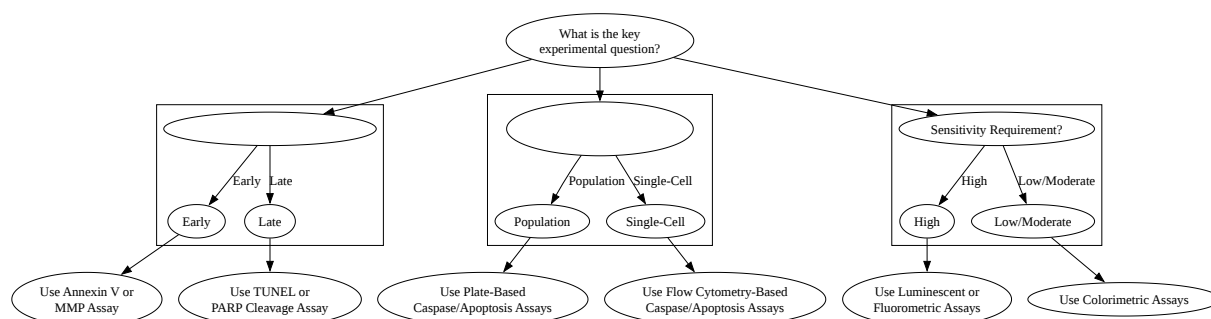 What is the key
experimental question?
Sensitivity Requirement?
Early
Late
Population
Single-Cell
High
Low/Moderate
Early
Late
Population
Single-Cell
High
Low/Moderate
Use Annexin V or
MMP Assay
Use TUNEL or
PARP Cleavage Assay
Use Plate-Based
Caspase/Apoptosis Assays
Use Flow Cytometry-Based
Caspase/Apoptosis Assays
Use Luminescent or
Fluorometric Assays
Use Colorimetric Assays